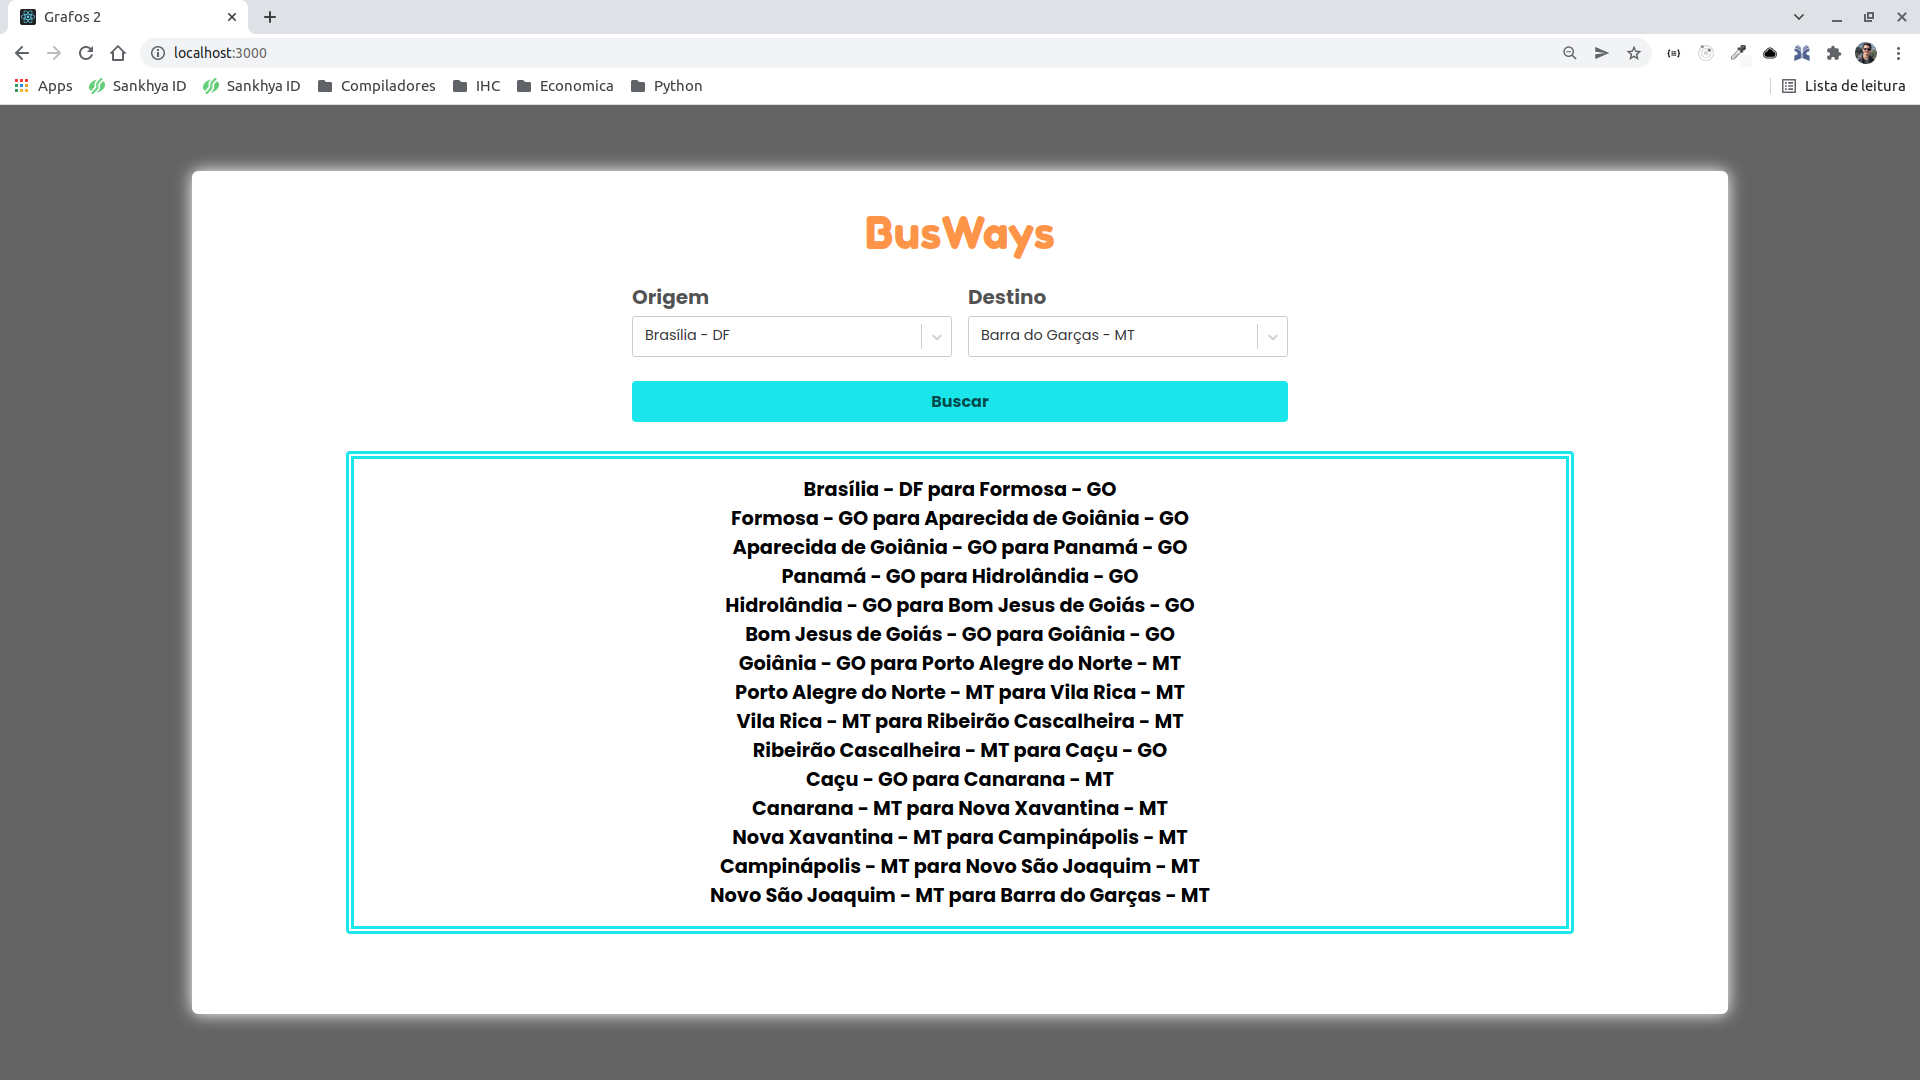 Grafos 2
localhost:3000
Apps
Sankhya ID
Sankhya ID
Compiladores
IHC
Economica
Python
Lista de leitura
BusWays
Origem
Destino
Brasília - DF
Barra do Garças - MT
Buscar
Brasília - DF para Formosa - GO
Formosa - GO para Aparecida de Goiânia - GO
Aparecida de Goiânia - GO para Panamá - GO
Panamá - GO para Hidrolândia - GO
Hidrolândia - GO para Bom Jesus de Goiás - GO
Bom Jesus de Goiás - GO para Goiânia - GO
Goiânia - GO para Porto Alegre do Norte - MT
Porto Alegre do Norte - MT para Vila Rica - MT
Vila Rica - MT para Ribeirão Cascalheira - MT
Ribeirão Cascalheira - MT para Caçu - GO
Caçu - GO para Canarana - MT
Canarana - MT para Nova Xavantina - MT
Nova Xavantina - MT para Campinápolis - MT
Campinápolis - MT para Novo São Joaquim - MT
Novo São Joaquim - MT para Barra do Garças - MT